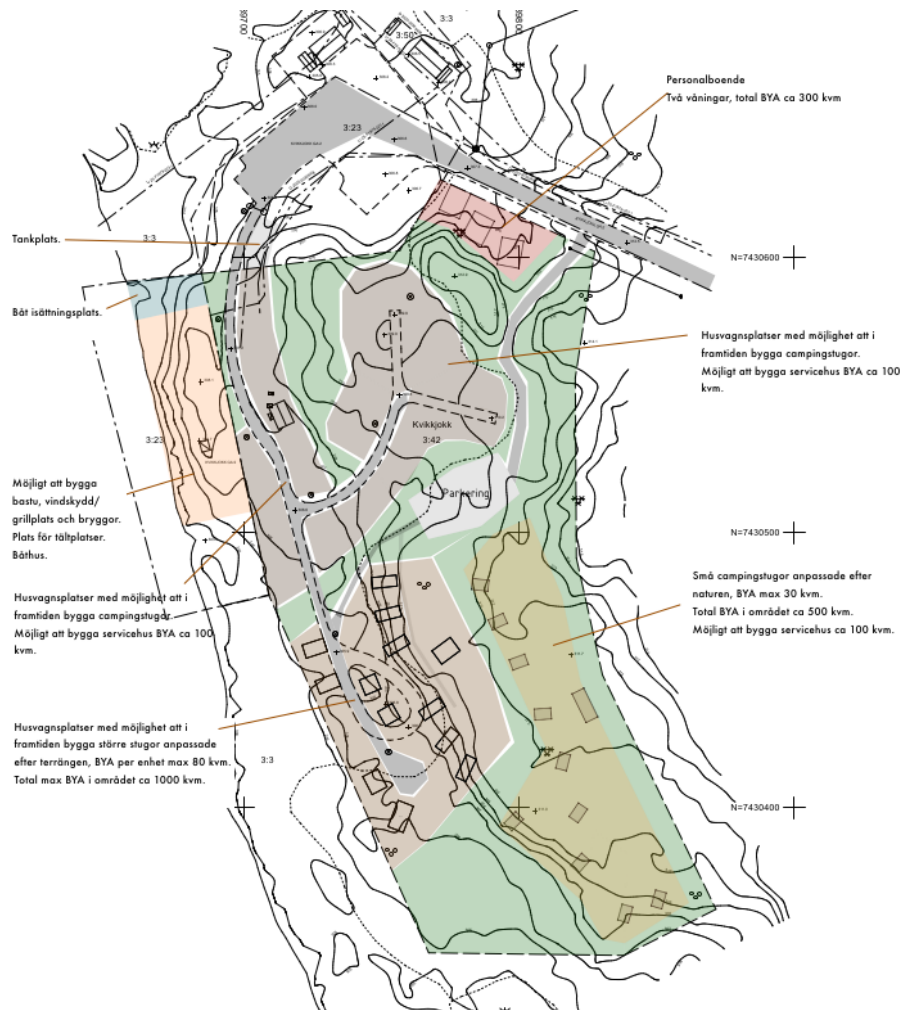 397 00
398 00
3:3
3:50
Personalboende
Två våningar, total BYA ca 300 kvm
3:23
Tankplats.
3:3
N=7430600
Båt isättningsplats.
Husvagnsplatser med möjlighet att i
framtiden bygga campingstugor.
Möjligt att bygga servicehus BYA ca 100
kvm.
Kvikkjokk
3:42
3:23
Parkering
Möjligt att bygga
bastu, vindskydd/
grillplats och bryggor.
Plats för tältplatser.
Båthus.
N=7430500
Små campingstugor anpassade efter
naturen, BYA max 30 kvm.
Total BYA i området ca 500 kvm.
Möjligt att bygga servicehus ca 100 kvm.
Husvagnsplatser med möjlighet att i
framtiden bygga campingstugor.
Möjligt att bygga servicehus BYA ca 100
kvm.
Husvagnsplatser med möjlighet att i
framtiden bygga större stugor anpassade
efter terrängen, BYA per enhet max 80 kvm.
Total max BYA i området ca 1000 kvm.
3:3
N=7430400